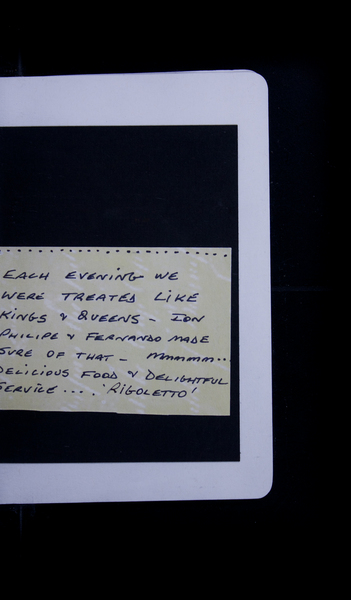 EACH EVENING WE
WERE TREATED LIKE
KINGS & QUEENS - ION
PHILIPE & FERNANDO MADE
SURE OF THAT - MMMMMM...
DELICIOUS FOOD & DELIGHTFUL
SERVICE .... 'RIGOLETTO'